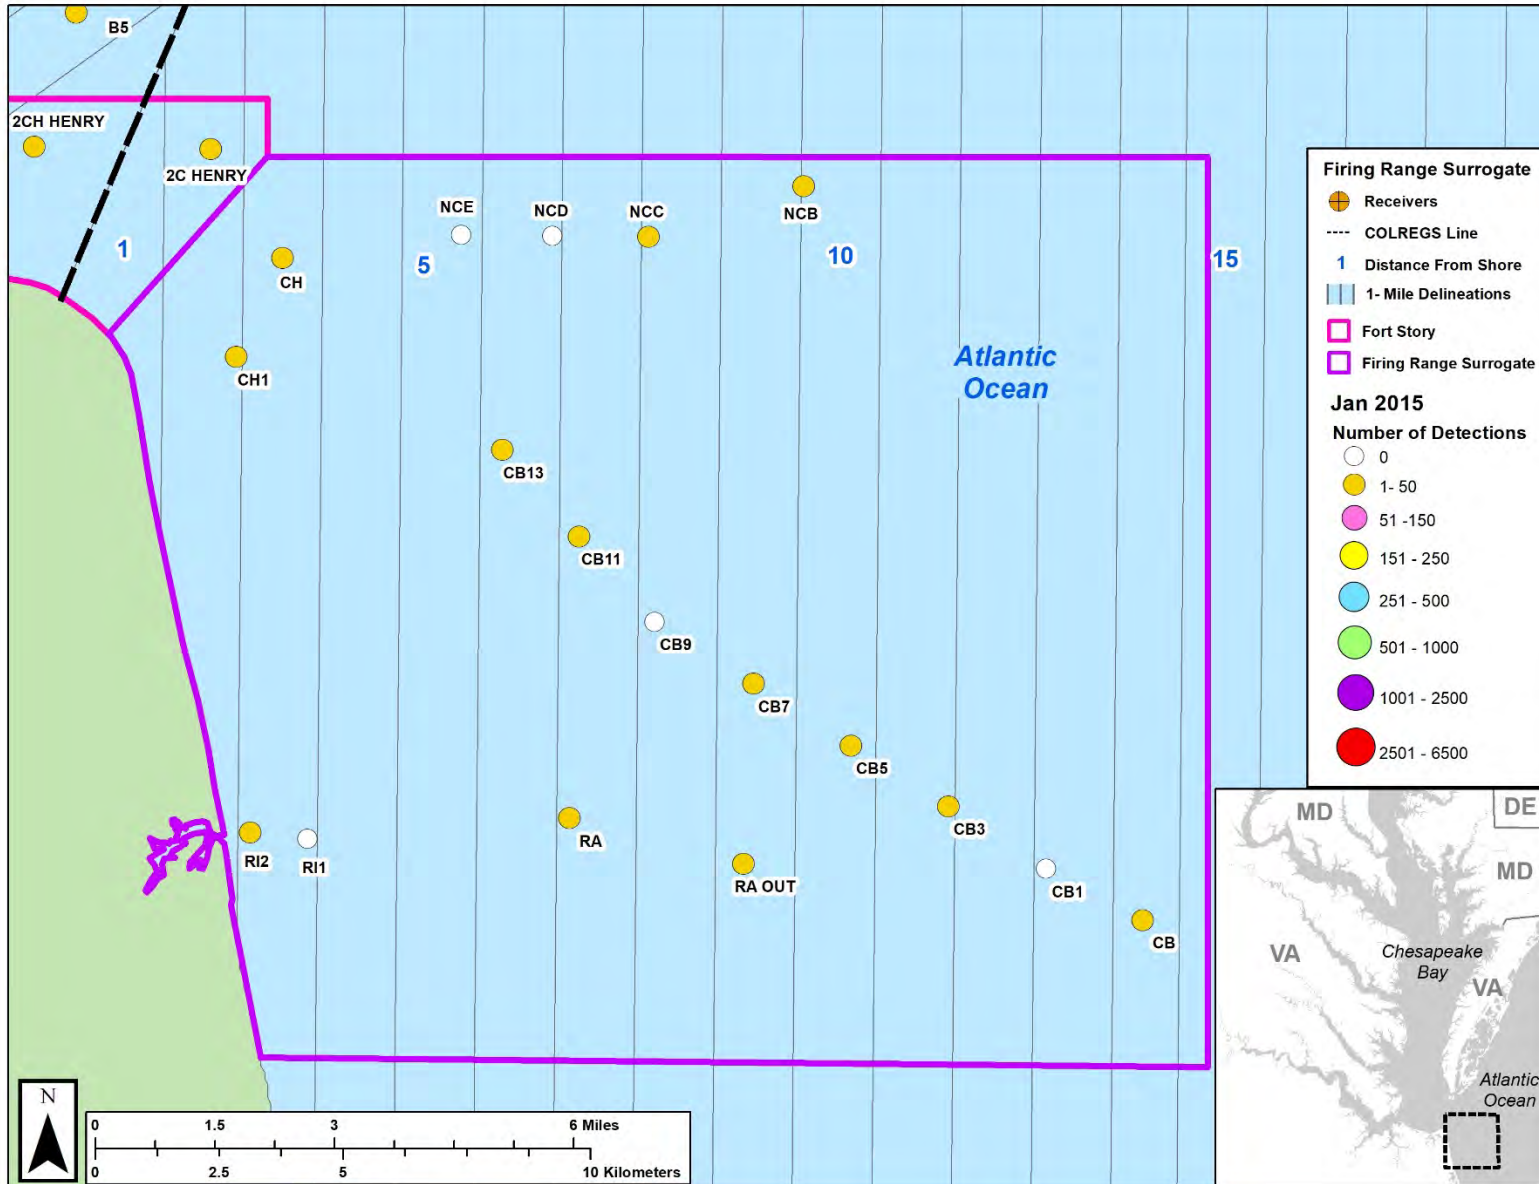 B5
2CH HENRY
2C HENRY
1
NCE
NCD
NCC
NCB
5
10
15
CH
CH1
Atlantic
Ocean
CB13
CB11
CB9
CB7
CB5
CB3
CB1
CB
RI2
RI1
RA
RA OUT
Firing Range Surrogate
Receivers
COLREGS Line
1 Distance From Shore
1- Mile Delineations
Fort Story
Firing Range Surrogate
Jan 2015
Number of Detections
0
1- 50
51 -150
151 - 250
251 - 500
501 - 1000
1001 - 2500
2501 - 6500
MD
DE
MD
VA
Chesapeake
Bay
VA
Atlantic
Ocean
N
0 1.5 3 6 Miles
0 2.5 5 10 Kilometers